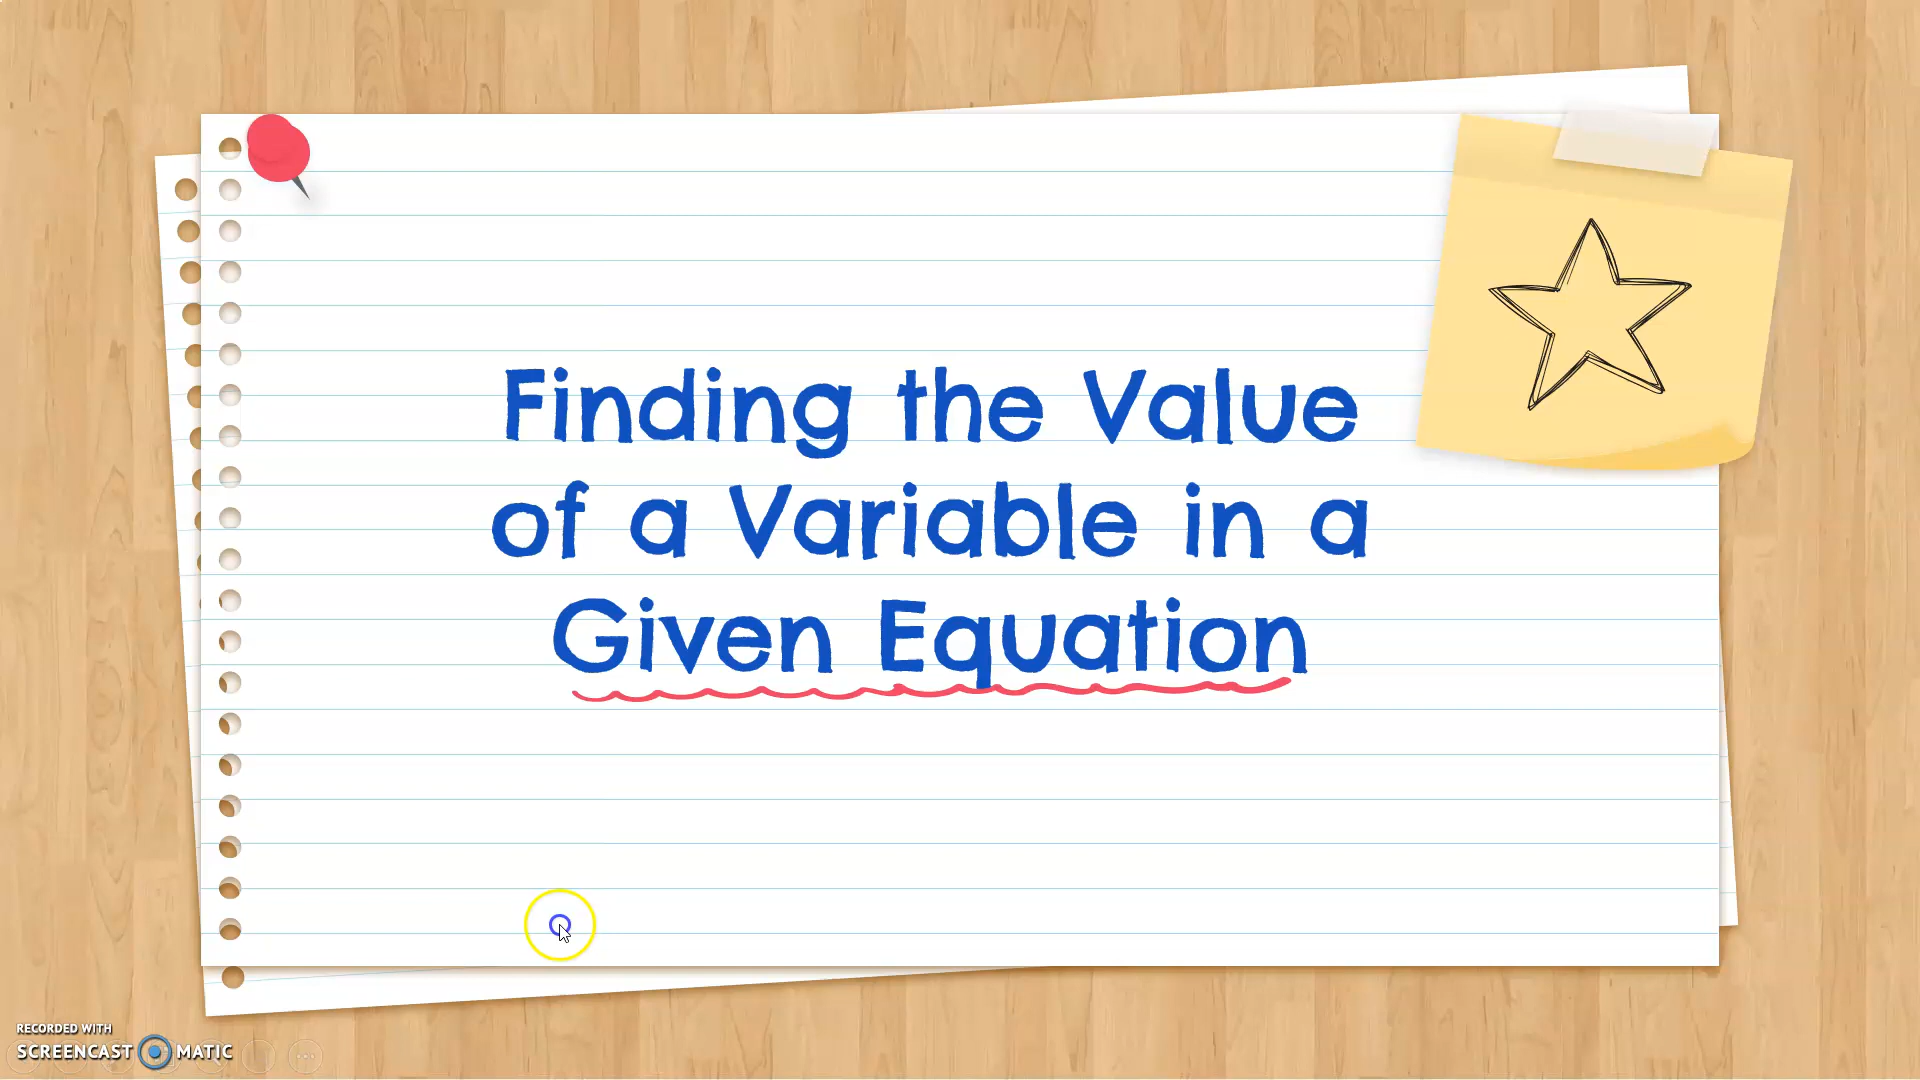 Finding the Value
of a Variable in a
Given Equation
RECORDED WITH
SCREENCAST MATIC